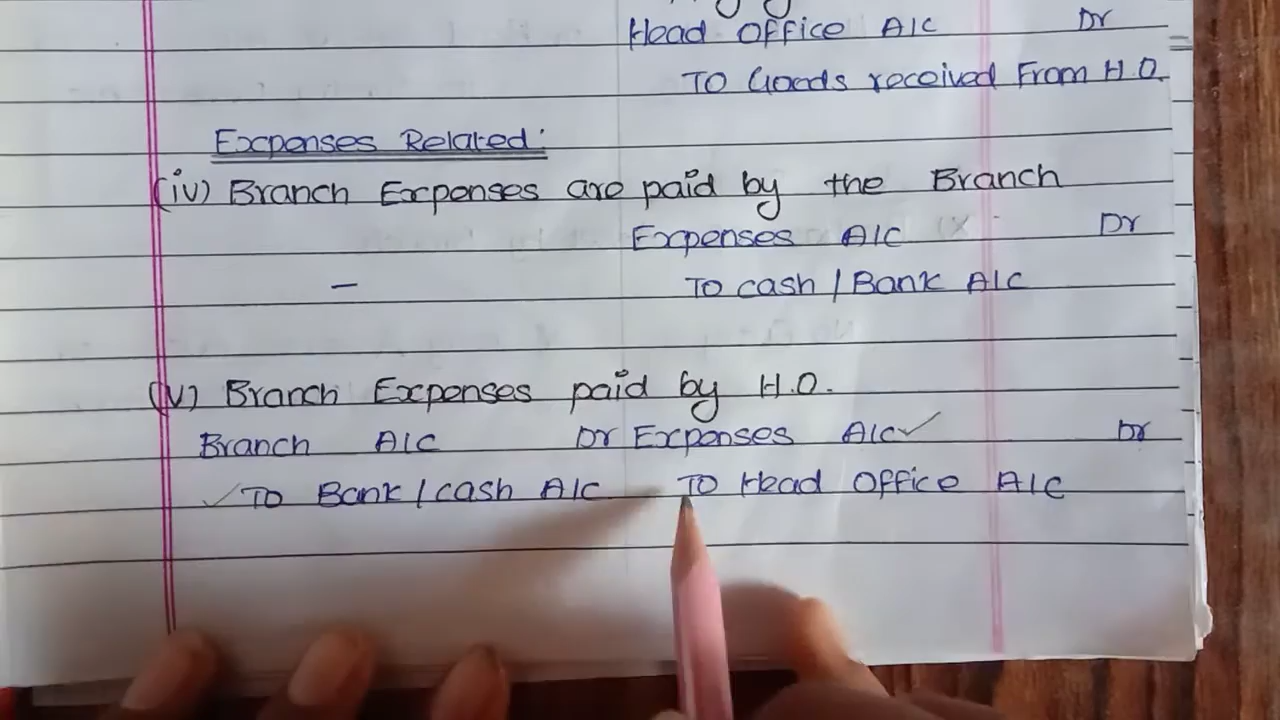 Head Office A/C Dr
TO Goods received From H.O.
Expenses Related:
(iv) Branch Expenses are paid by the Branch
Expenses A/C Dr
– TO cash / Bank A/C
(v) Branch Expenses paid by H.O.
Branch A/C Dr Expenses A/C ✓ Dr
✓ TO Bank / cash A/C TO Head Office A/C